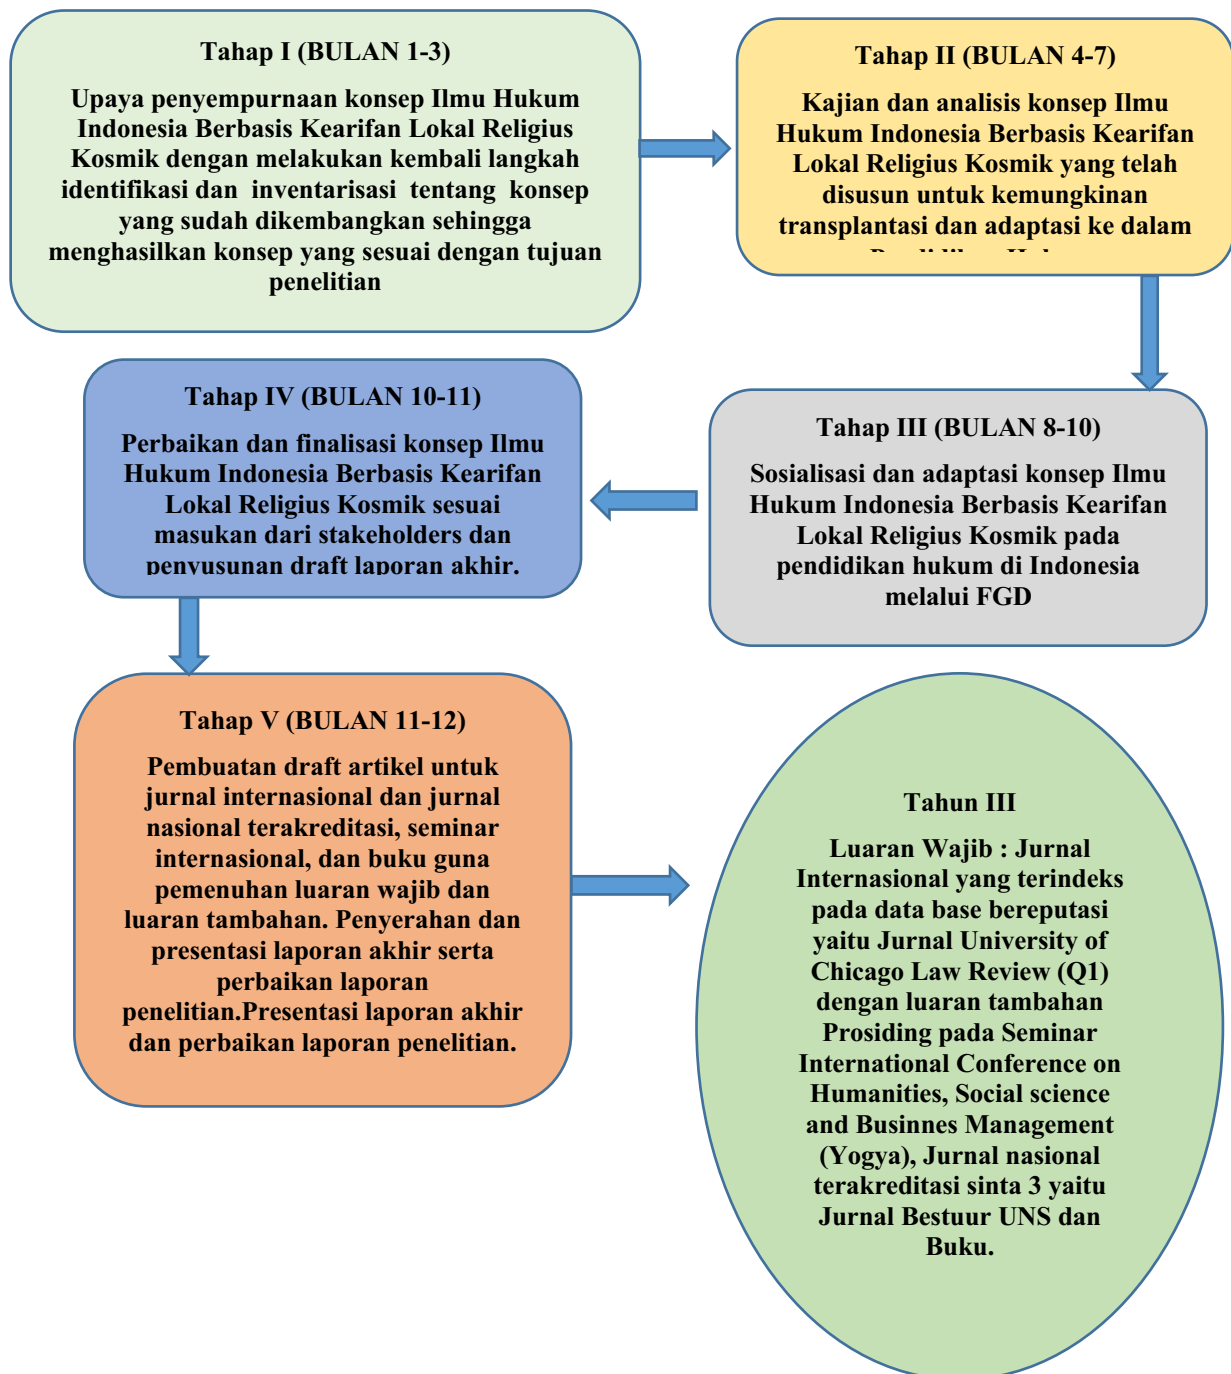 Tahap I (BULAN 1-3)
Upaya penyempurnaan konsep Ilmu Hukum
Indonesia Berbasis Kearifan Lokal Religius
Kosmik dengan melakukan kembali langkah
identifikasi dan inventarisasi tentang konsep
yang sudah dikembangkan sehingga
menghasilkan konsep yang sesuai dengan tujuan
penelitian
Tahap II (BULAN 4-7)
Kajian dan analisis konsep Ilmu
Hukum Indonesia Berbasis Kearifan
Lokal Religius Kosmik yang telah
disusun untuk kemungkinan
transplantasi dan adaptasi ke dalam
Tahap III (BULAN 8-10)
Sosialisasi dan adaptasi konsep Ilmu
Hukum Indonesia Berbasis Kearifan
Lokal Religius Kosmik pada
pendidikan hukum di Indonesia
melalui FGD
Tahap IV (BULAN 10-11)
Perbaikan dan finalisasi konsep Ilmu
Hukum Indonesia Berbasis Kearifan
Lokal Religius Kosmik sesuai
masukan dari stakeholders dan
penyusunan draft laporan akhir.
Tahap V (BULAN 11-12)
Pembuatan draft artikel untuk
jurnal internasional dan jurnal
nasional terakreditasi, seminar
internasional, dan buku guna
pemenuhan luaran wajib dan
luaran tambahan. Penyerahan dan
presentasi laporan akhir serta
perbaikan laporan
penelitian.Presentasi laporan akhir
dan perbaikan laporan penelitian.
Tahun III
Luaran Wajib : Jurnal
Internasional yang terindeks
pada data base bereputasi
yaitu Jurnal University of
Chicago Law Review (Q1)
dengan luaran tambahan
Prosiding pada Seminar
International Conference on
Humanities, Social science
and Businnes Management
(Yogya), Jurnal nasional
terakreditasi sinta 3 yaitu
Jurnal Bestuur UNS dan
Buku.